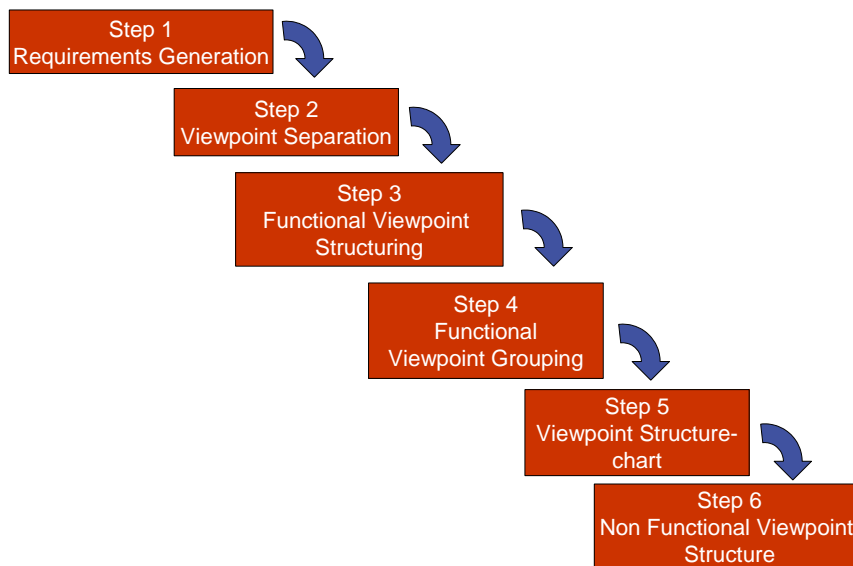 Step 1
Requirements Generation
Step 2
Viewpoint Separation
Step 3
Functional Viewpoint
Structuring
Step 4
Functional
Viewpoint Grouping
Step 5
Viewpoint Structure-
chart
Step 6
Non Functional Viewpoint
Structure